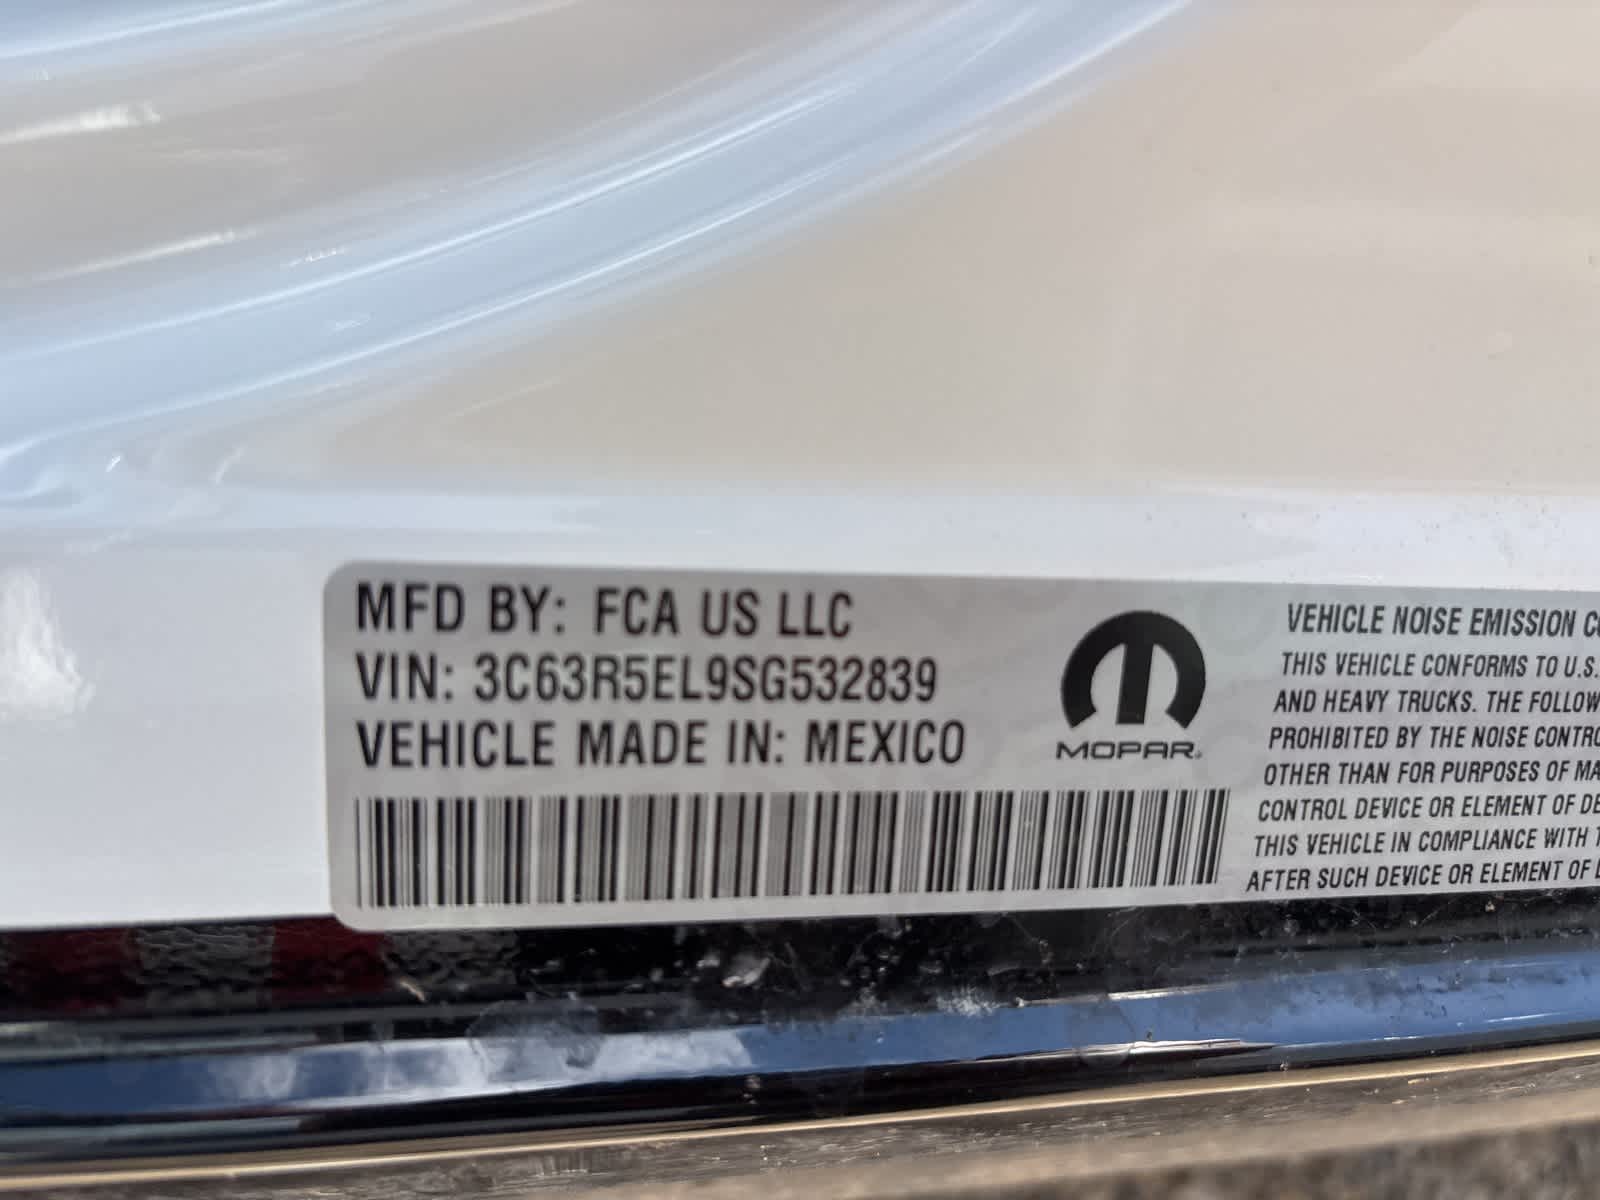 MFD BY: FCA US LLC
VIN: 3C63R5EL9SG532839
VEHICLE MADE IN: MEXICO
MOPAR®
VEHICLE NOISE EMISSION
THIS VEHICLE CONFORMS TO U.S.
AND HEAVY TRUCKS. THE
PROHIBITED BY THE NOISE
OTHER THAN FOR PURPOSES OF
CONTROL DEVICE OR ELEMENT OF
THIS VEHICLE IN COMPLIANCE WITH
AFTER SUCH DEVICE OR ELEMENT OF